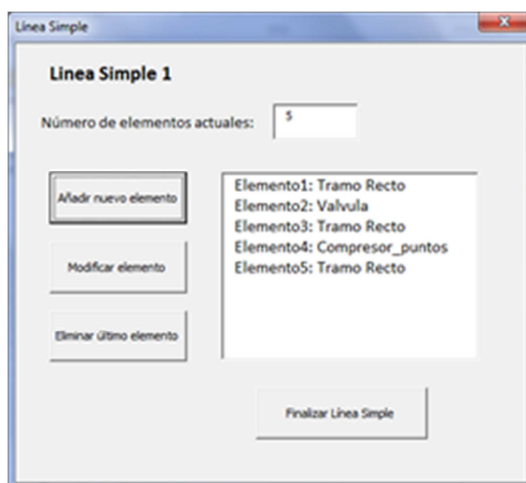 Linea Simple
Linea Simple 1
Número de elementos actuales:
5
Añadir nuevo elemento
Modificar elemento
Eliminar último elemento
Elemento1: Tramo Recto
Elemento2: Valvula
Elemento3: Tramo Recto
Elemento4: Compresor_puntos
Elemento5: Tramo Recto
Finalizar Línea Simple